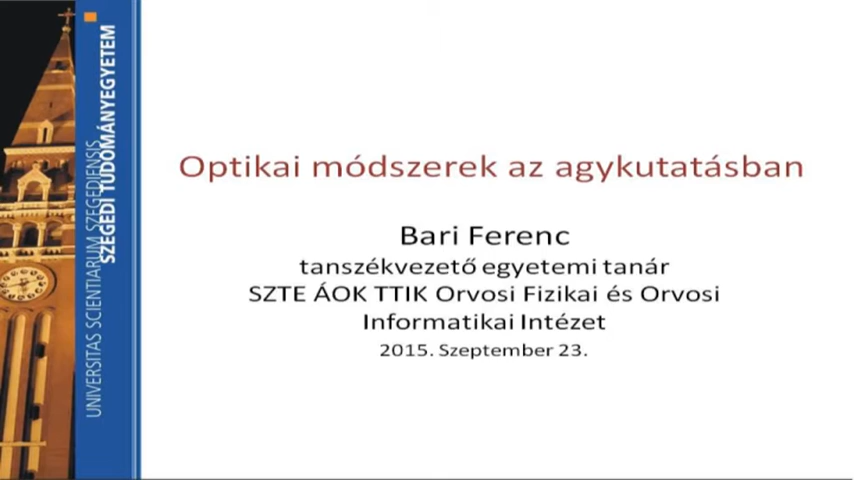 UNIVERSITAS SCIENTIARUM SZEGEDIENSIS
SZEGEDI TUDOMÁNYEGYETEM
Optikai módszerek az agykutatásban
Bari Ferenc
tanszékvezető egyetemi tanár
SZTE ÁOK TTIK Orvosi Fizikai és Orvosi
Informatikai Intézet
2015. Szeptember 23.